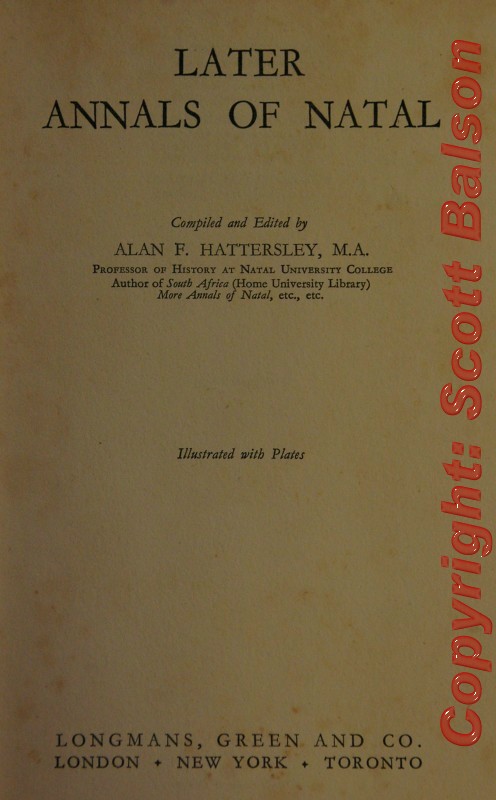 LATER
ANNALS OF NATAL
Compiled and Edited by
ALAN F. HATTERSLEY, M.A.
PROFESSOR OF HISTORY AT NATAL UNIVERSITY COLLEGE
Author of South Africa (Home University Library)
More Annals of Natal, etc., etc.
Illustrated with Plates
LONGMANS, GREEN AND CO.
LONDON ✦ NEW YORK ✦ TORONTO
Copyright: Scott Balson